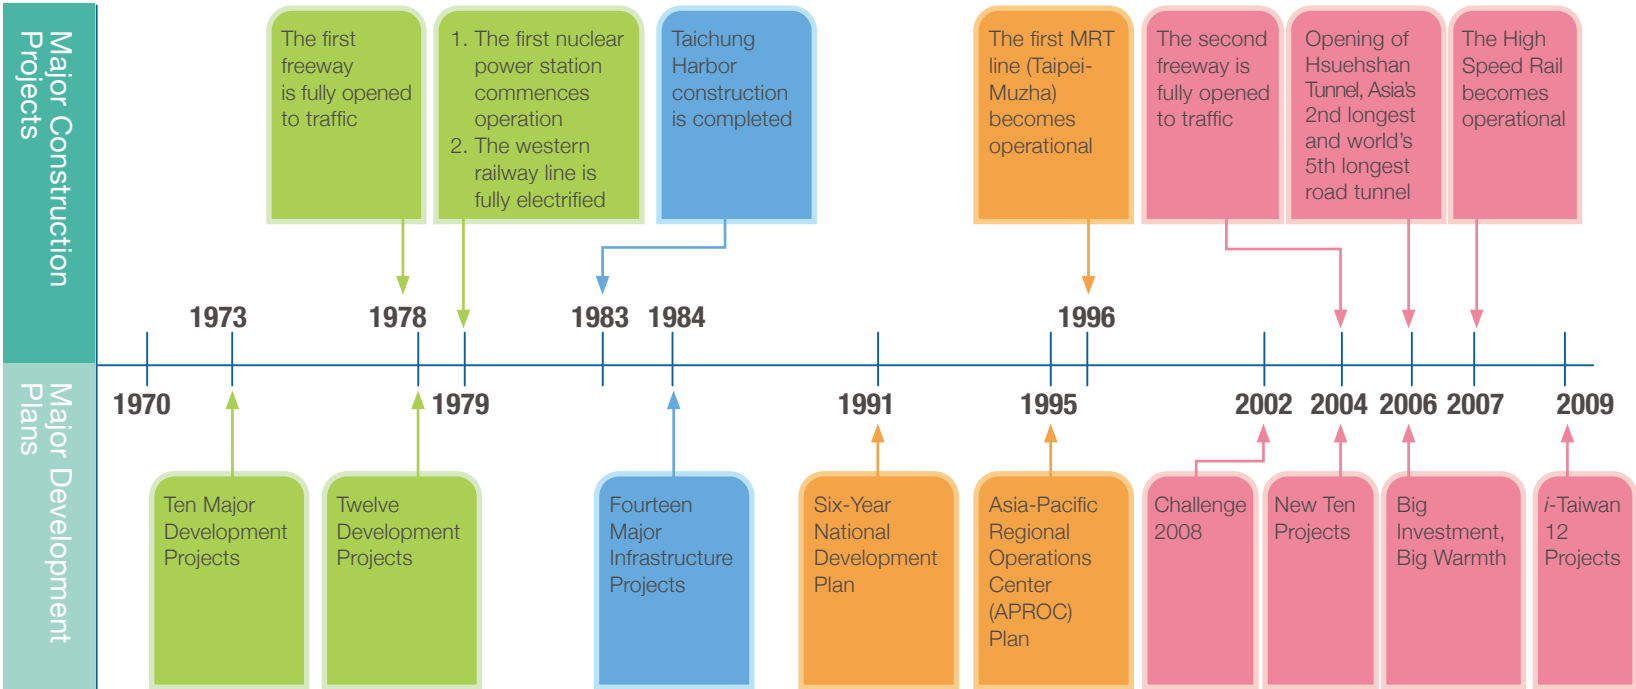 Major Construction
Projects
The first
freeway
is fully opened
to traffic
1. The first nuclear
power station
commences
operation
2. The western
railway line is
fully electrified
Taichung
Harbor
construction
is completed
The first MRT
line (Taipei-
Muzha)
becomes
operational
The second
freeway is
fully opened
to traffic
Opening of
Hsuehshan
Tunnel, Asia's
2nd longest
and world's
5th longest
road tunnel
The High
Speed Rail
becomes
operational
1973
1978
1983
1984
1996
1970
1979
1991
1995
2002
2004
2006
2007
2009
Major Development
Plans
Ten Major
Development
Projects
Twelve
Development
Projects
Fourteen
Major
Infrastructure
Projects
Six-Year
National
Development
Plan
Asia-Pacific
Regional
Operations
Center
(APROC)
Plan
Challenge
2008
New Ten
Projects
Big
Investment,
Big Warmth
i-Taiwan
12
Projects